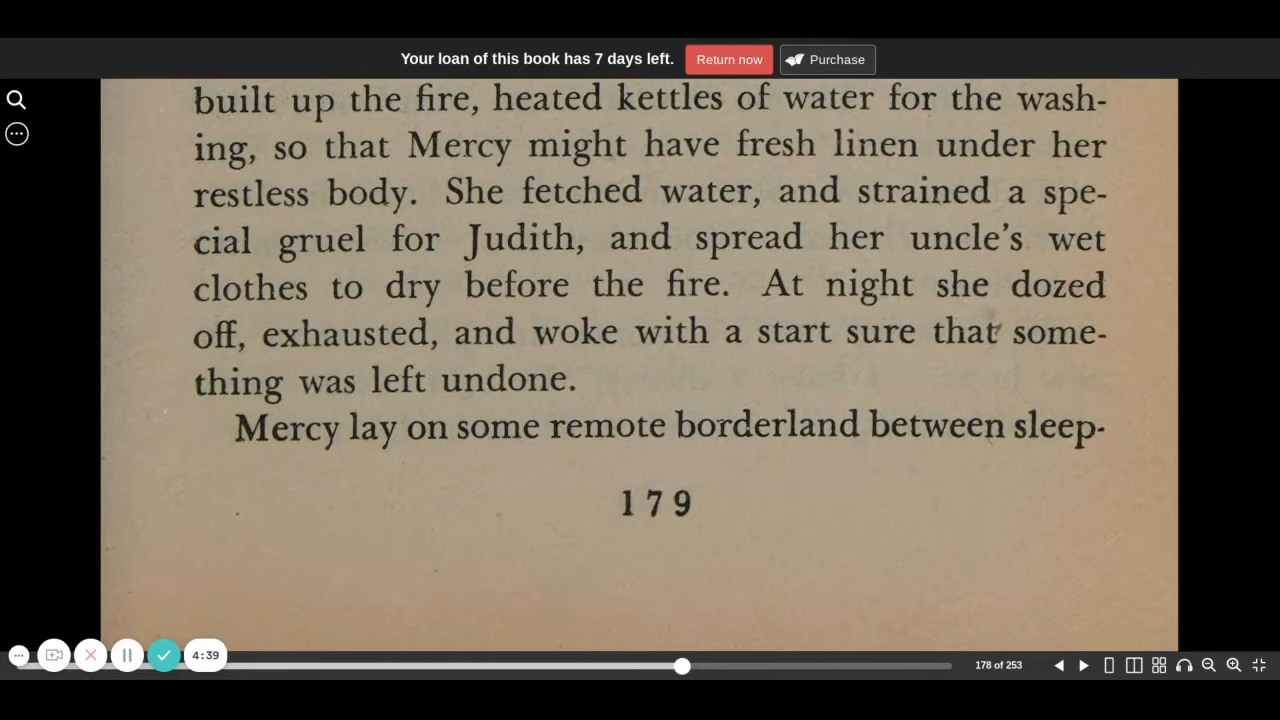 Your loan of this book has 7 days left. Return now Purchase
built up the fire, heated kettles of water for the wash-
ing, so that Mercy might have fresh linen under her
restless body. She fetched water, and strained a spe-
cial gruel for Judith, and spread her uncle's wet
clothes to dry before the fire. At night she dozed
off, exhausted, and woke with a start sure that some-
thing was left undone.
Mercy lay on some remote borderland between sleep-
179
4:39
178 of 253